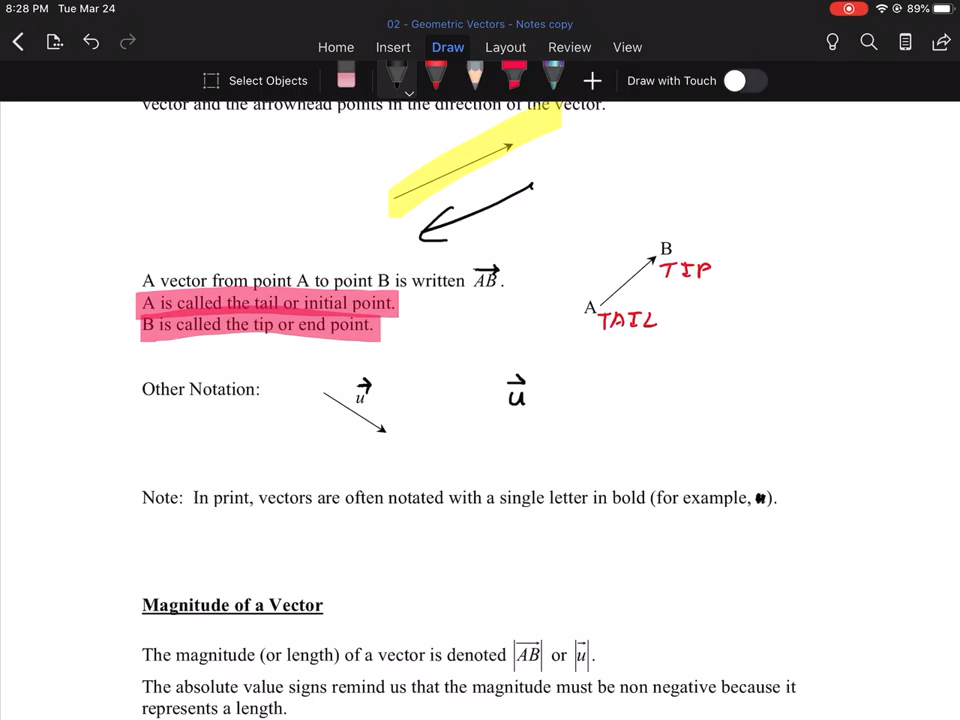 8:28 PM Tue Mar 24
89%
02 - Geometric Vectors - Notes copy
Home Insert Draw Layout Review View
Select Objects
Draw with Touch
vector and the arrowhead points in the direction of the vector.
A vector from point A to point B is written AB.
A is called the tail or initial point.
B is called the tip or end point.
B
TIP
A
TAIL
Other Notation:
u
u
Note: In print, vectors are often notated with a single letter in bold (for example, u).
Magnitude of a Vector
The magnitude (or length) of a vector is denoted |AB| or |u|.
The absolute value signs remind us that the magnitude must be non negative because it
represents a length.